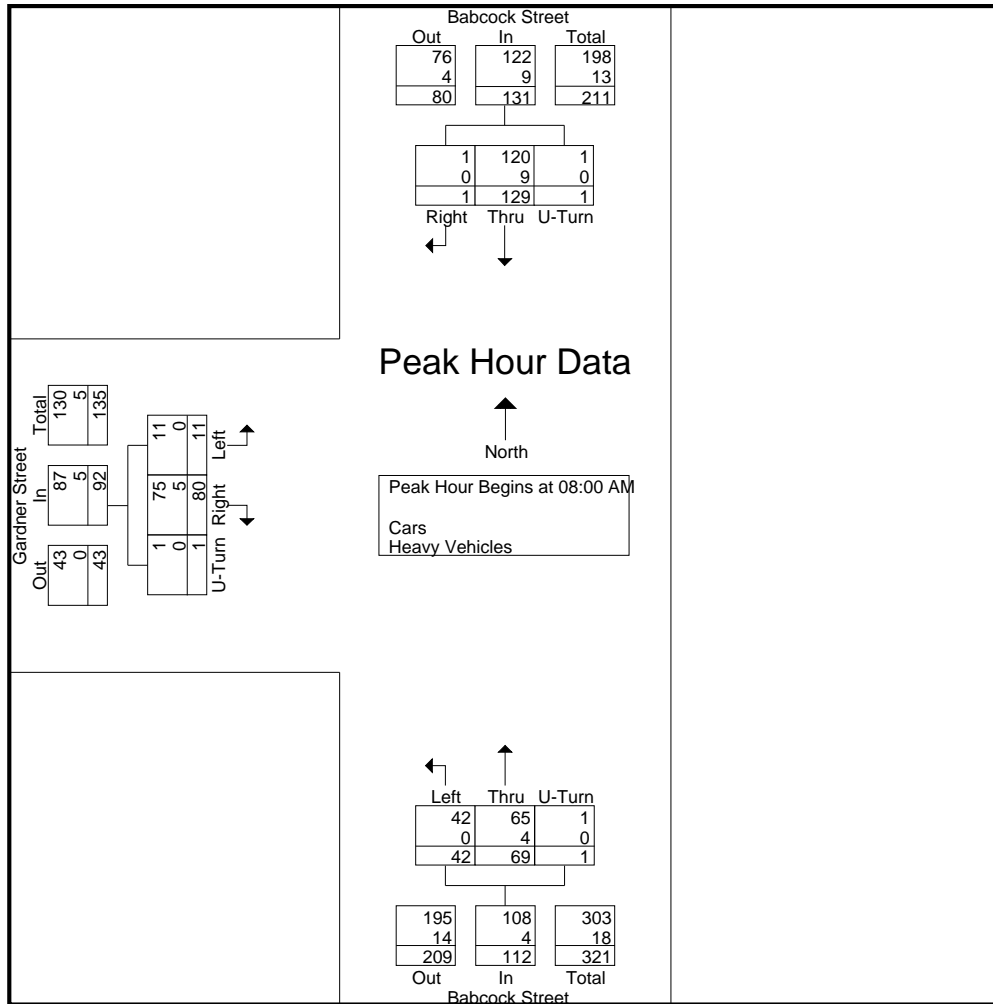 Babcock Street
Out In Total
76 122 198
4 9 13
80 131 211
1 120 1
0 9 0
1 129 1
Right Thru U-Turn
Peak Hour Data
North
Peak Hour Begins at 08:00 AM
Cars
Heavy Vehicles
Gardner Street
Out In Total
43 87 130
0 5 5
43 92 135
1 75 11
0 5 0
1 80 11
U-Turn Right Left
Left Thru U-Turn
42 65 1
0 4 0
42 69 1
195 108 303
14 4 18
209 112 321
Out In Total
Babcock Street